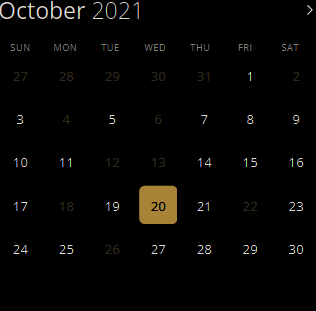 October 2021
SUN MON TUE WED THU FRI SAT
27 28 29 30 31 1 2
3 4 5 6 7 8 9
10 11 12 13 14 15 16
17 18 19 20 21 22 23
24 25 26 27 28 29 30